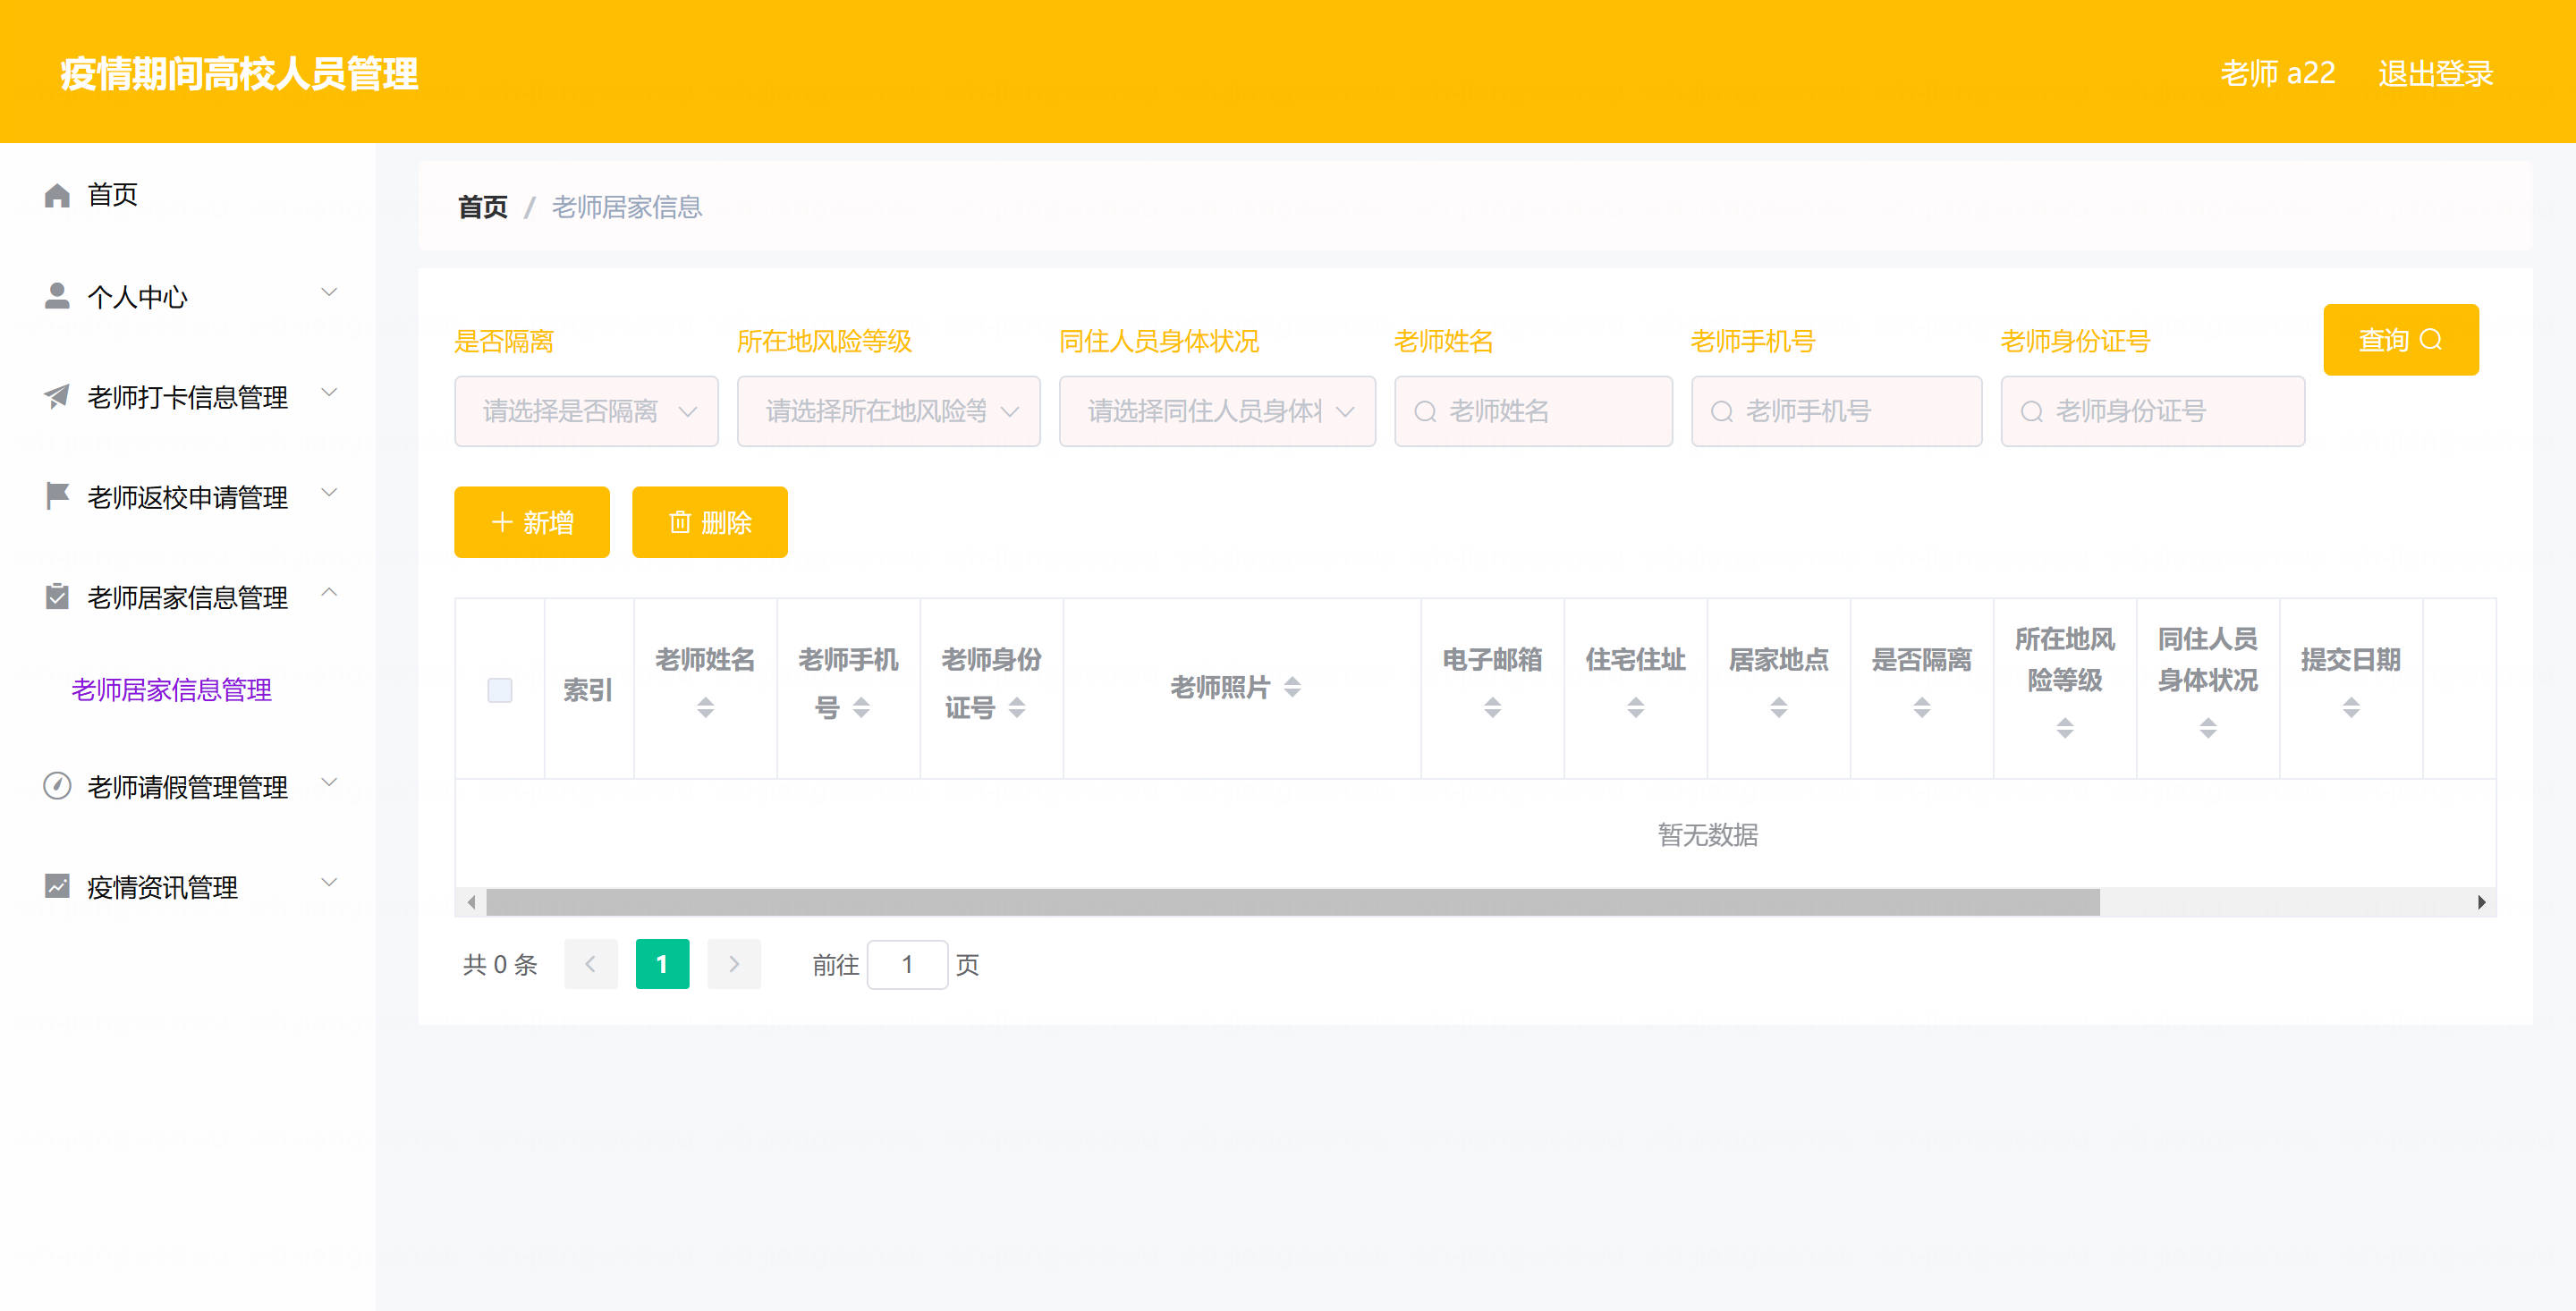 疫情期间高校人员管理
老师 a22 退出登录
首页
个人中心
老师打卡信息管理
老师返校申请管理
老师居家信息管理
老师居家信息管理
老师请假管理管理
疫情资讯管理
首页 / 老师居家信息
是否隔离 所在地风险等级 同住人员身体状况 老师姓名 老师手机号 老师身份证号
查询
请选择是否隔离 请选择所在地风险等 请选择同住人员身体 老师姓名 老师手机号 老师身份证号
新增 删除
索引
老师姓名
老师手机
号
老师身份
证号
老师照片
电子邮箱
住宅住址
居家地点
是否隔离
所在地风
险等级
同住人员
身体状况
提交日期
暂无数据
共 0 条 1 前往 1 页